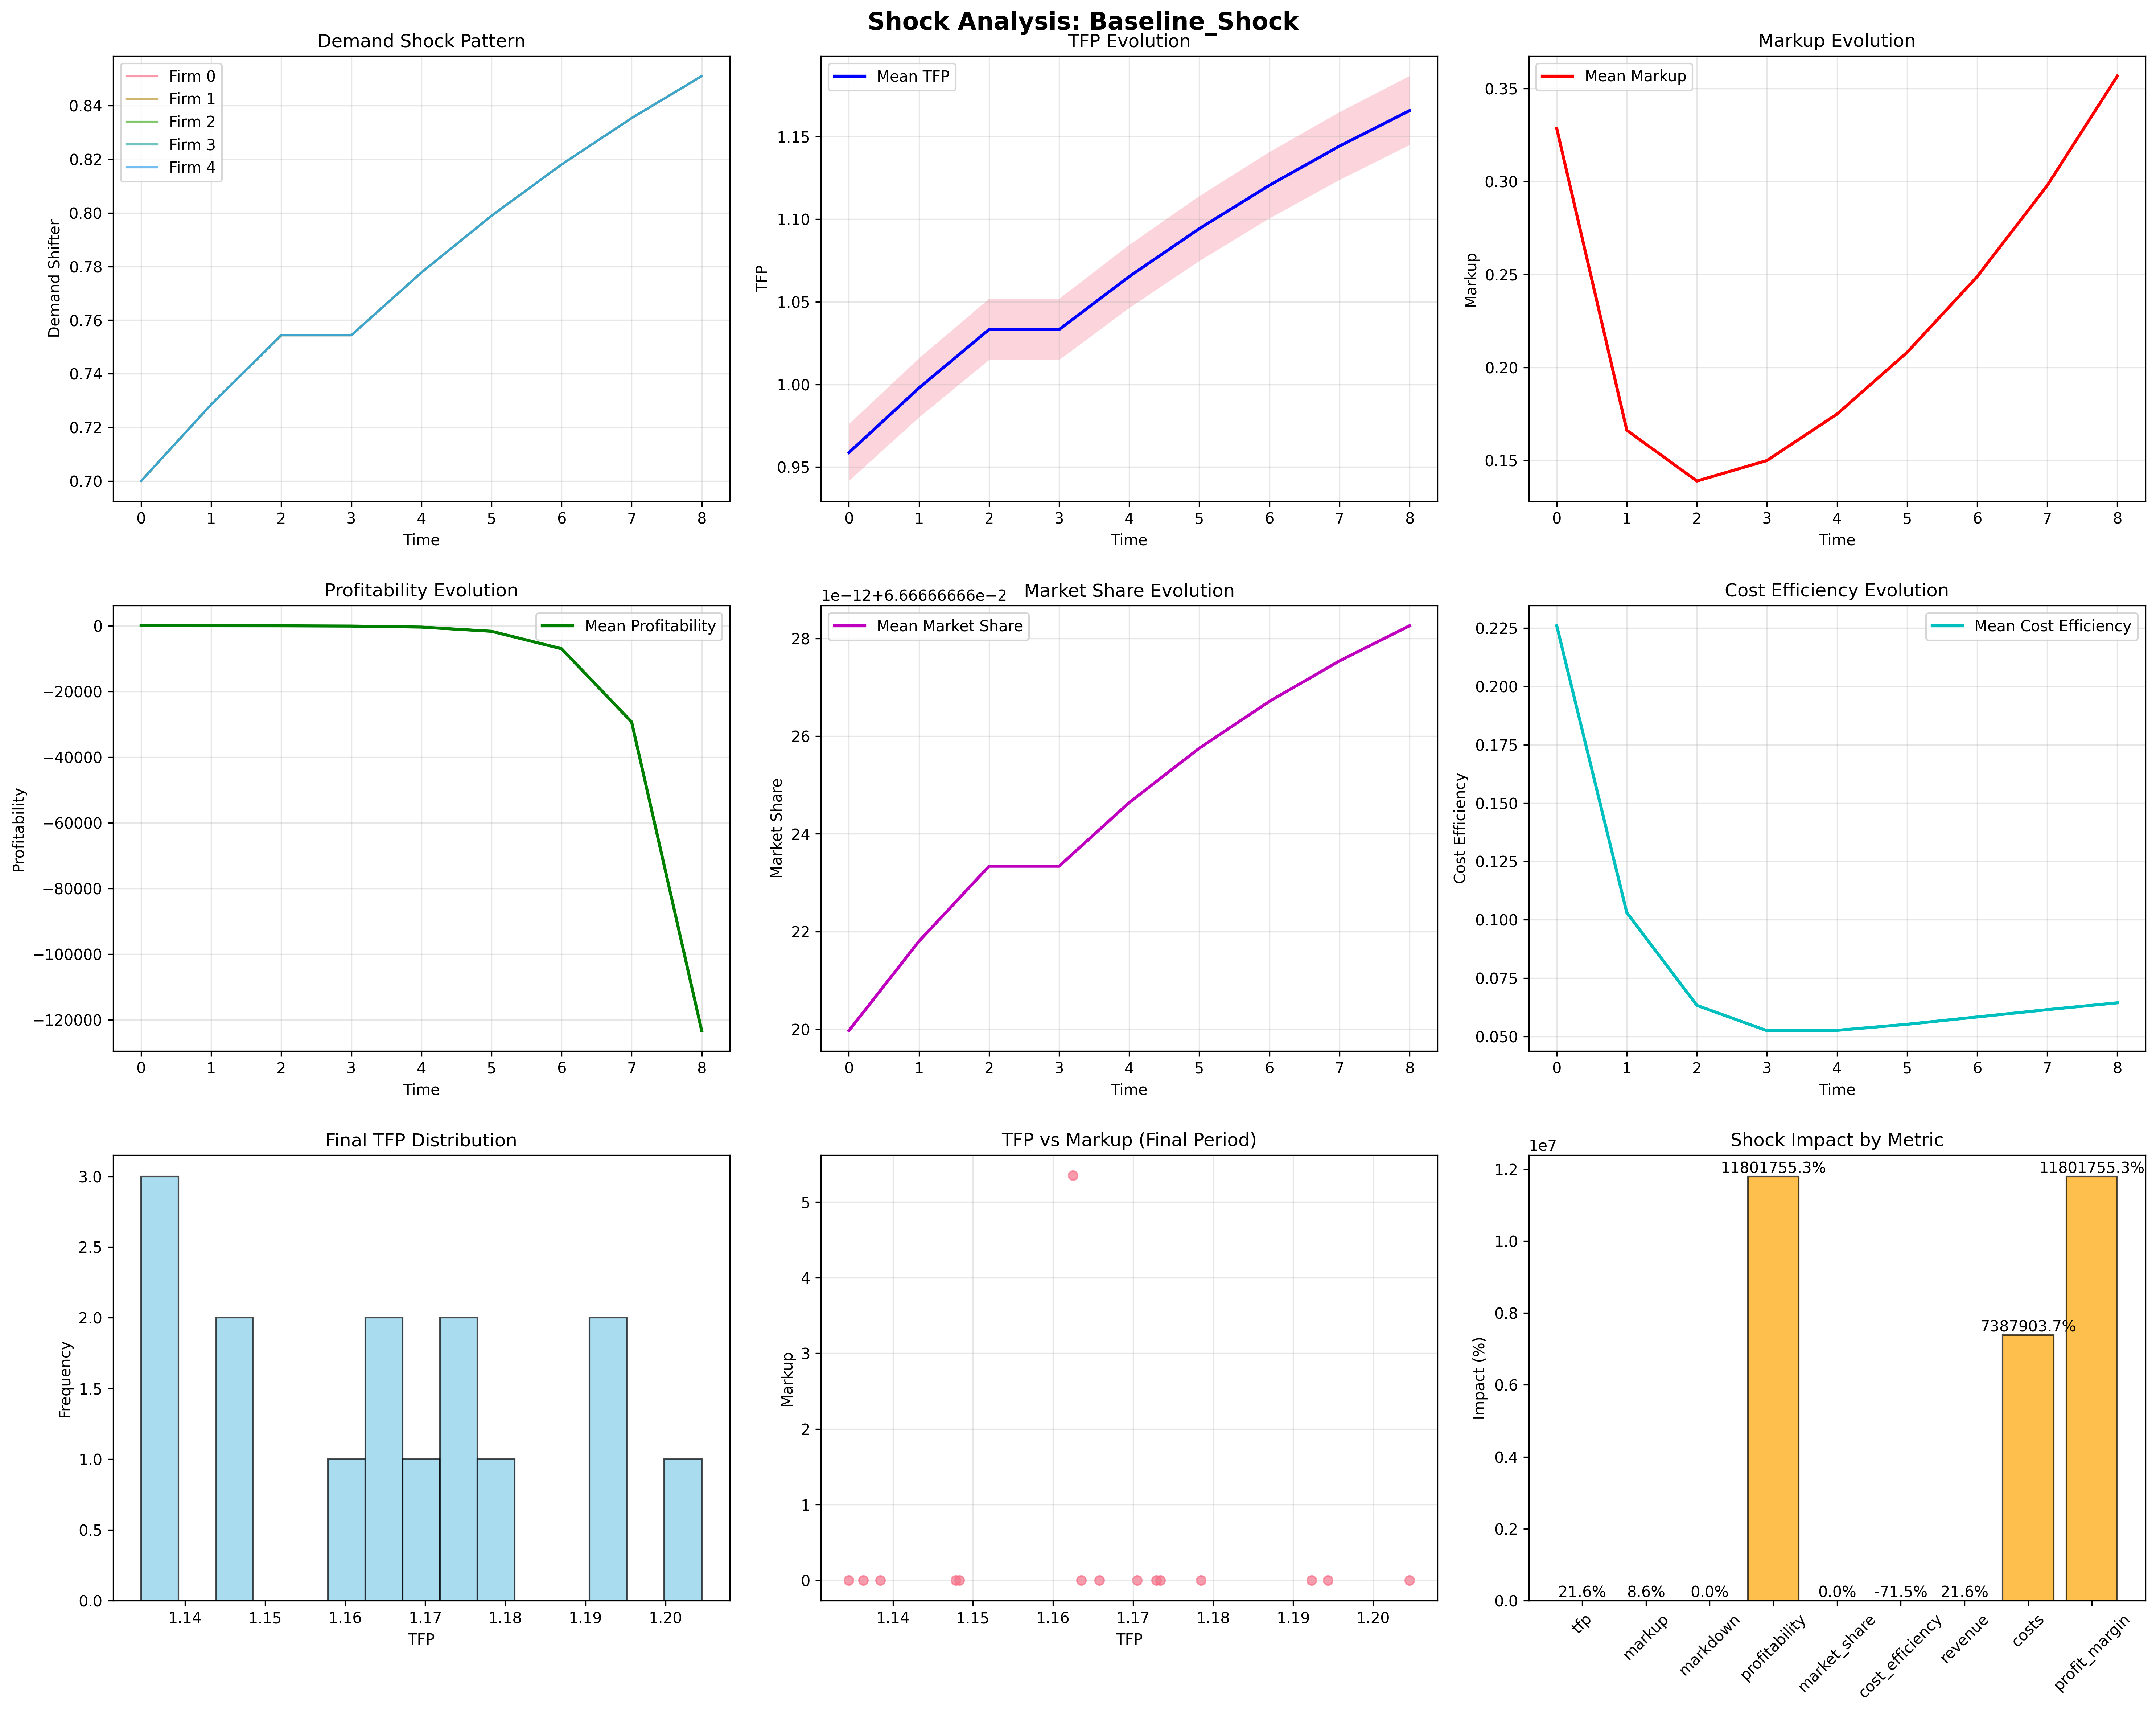 Shock Analysis: Baseline_Shock
Demand Shock Pattern
Firm 0
Firm 1
Firm 2
Firm 3
Firm 4
0.84
0.82
0.80
0.78
0.76
0.74
0.72
0.70
Demand Shifter
0 1 2 3 4 5 6 7 8
Time
TFP Evolution
Mean TFP
1.15
1.10
1.05
1.00
0.95
TFP
0 1 2 3 4 5 6 7 8
Time
Markup Evolution
Mean Markup
0.35
0.30
0.25
0.20
0.15
Markup
0 1 2 3 4 5 6 7 8
Time
Profitability Evolution
Mean Profitability
0
−20000
−40000
−60000
−80000
−100000
−120000
Profitability
0 1 2 3 4 5 6 7 8
Time
1e−12+6.66666666e−2
Market Share Evolution
Mean Market Share
28
26
24
22
20
Market Share
0 1 2 3 4 5 6 7 8
Time
Cost Efficiency Evolution
Mean Cost Efficiency
0.225
0.200
0.175
0.150
0.125
0.100
0.075
0.050
Cost Efficiency
0 1 2 3 4 5 6 7 8
Time
Final TFP Distribution
3.0
2.5
2.0
1.5
1.0
0.5
0.0
Frequency
1.14 1.15 1.16 1.17 1.18 1.19 1.20
TFP
TFP vs Markup (Final Period)
5
4
3
2
1
0
Markup
1.14 1.15 1.16 1.17 1.18 1.19 1.20
TFP
Shock Impact by Metric
1e7
1.2
1.0
0.8
0.6
0.4
0.2
0.0
Impact (%)
21.6% 8.6% 0.0% 11801755.3% 0.0% -71.5% 21.6% 7387903.7% 11801755.3%
tfp markup markdown profitability market_share cost_efficiency revenue costs profit_margin